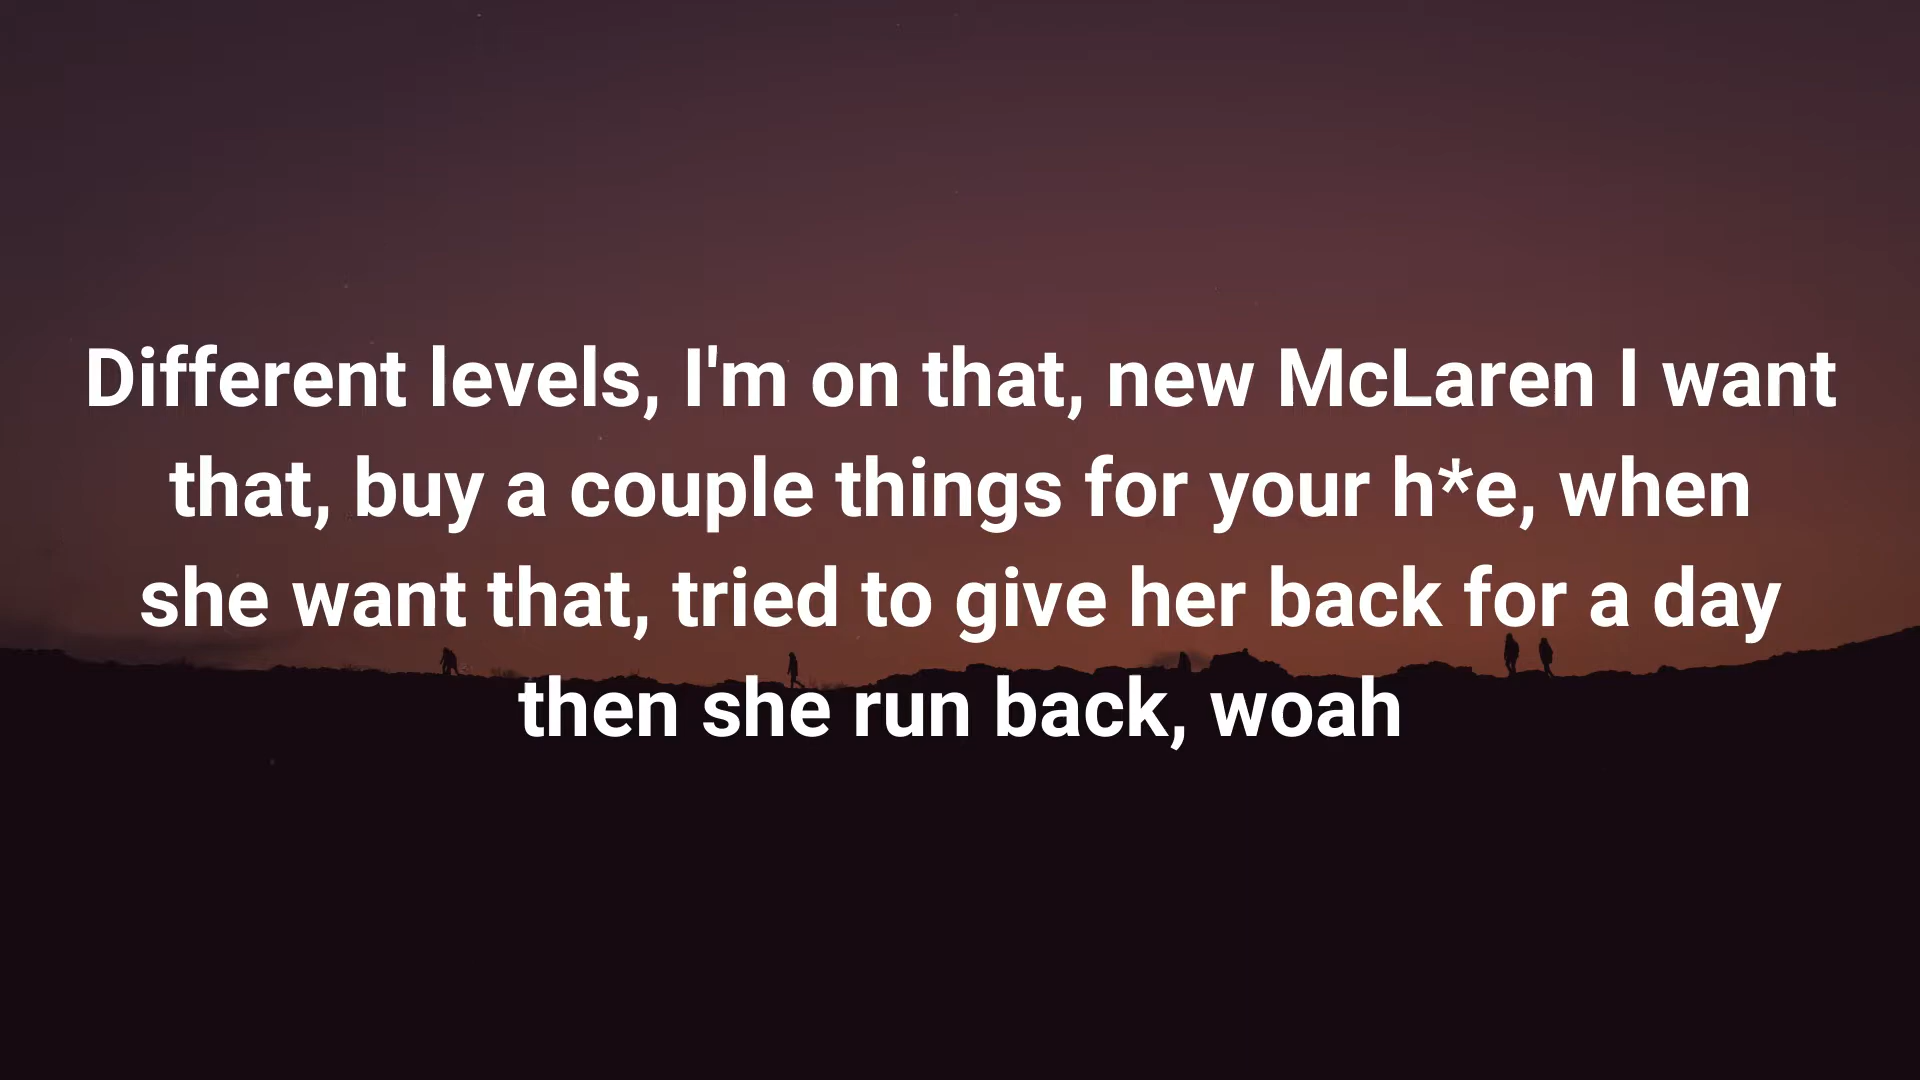 Different levels, I'm on that, new McLaren I want
that, buy a couple things for your h*e, when
she want that, tried to give her back for a day
then she run back, woah